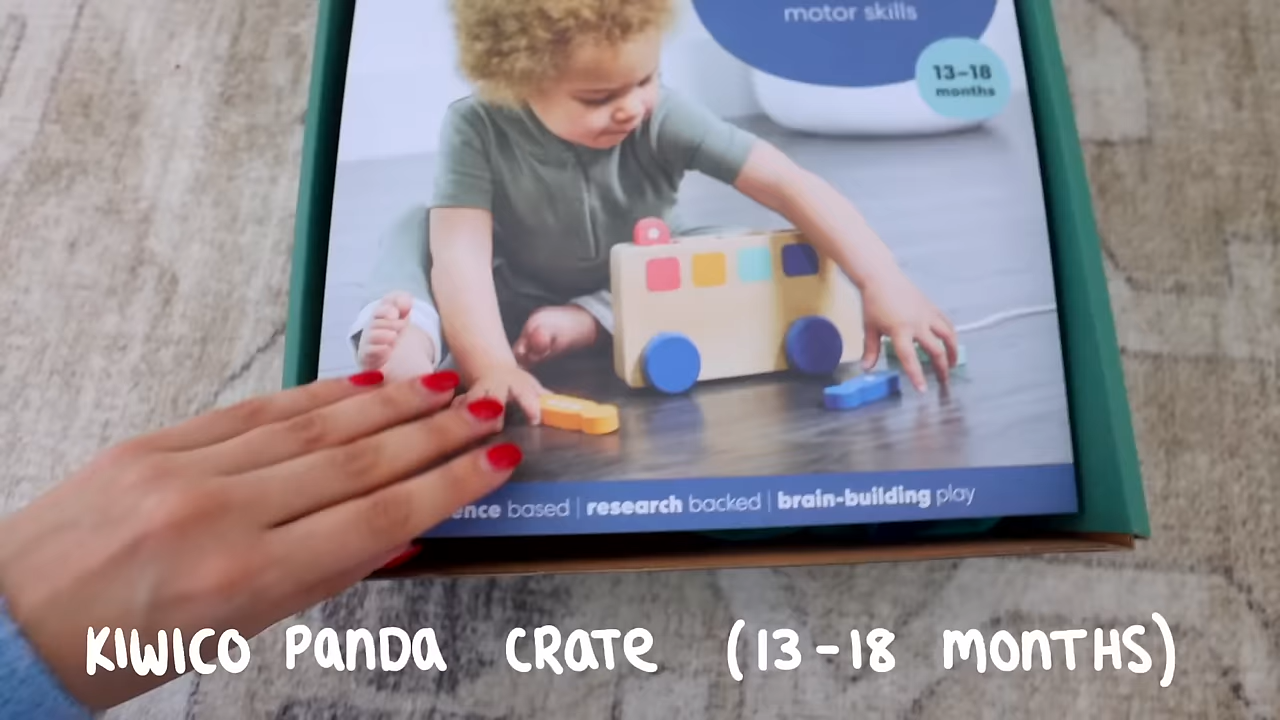 motor skills
13–18
months
based | research backed | brain-building play
KIWICO PANDA CRATE (13-18 MONTHS)